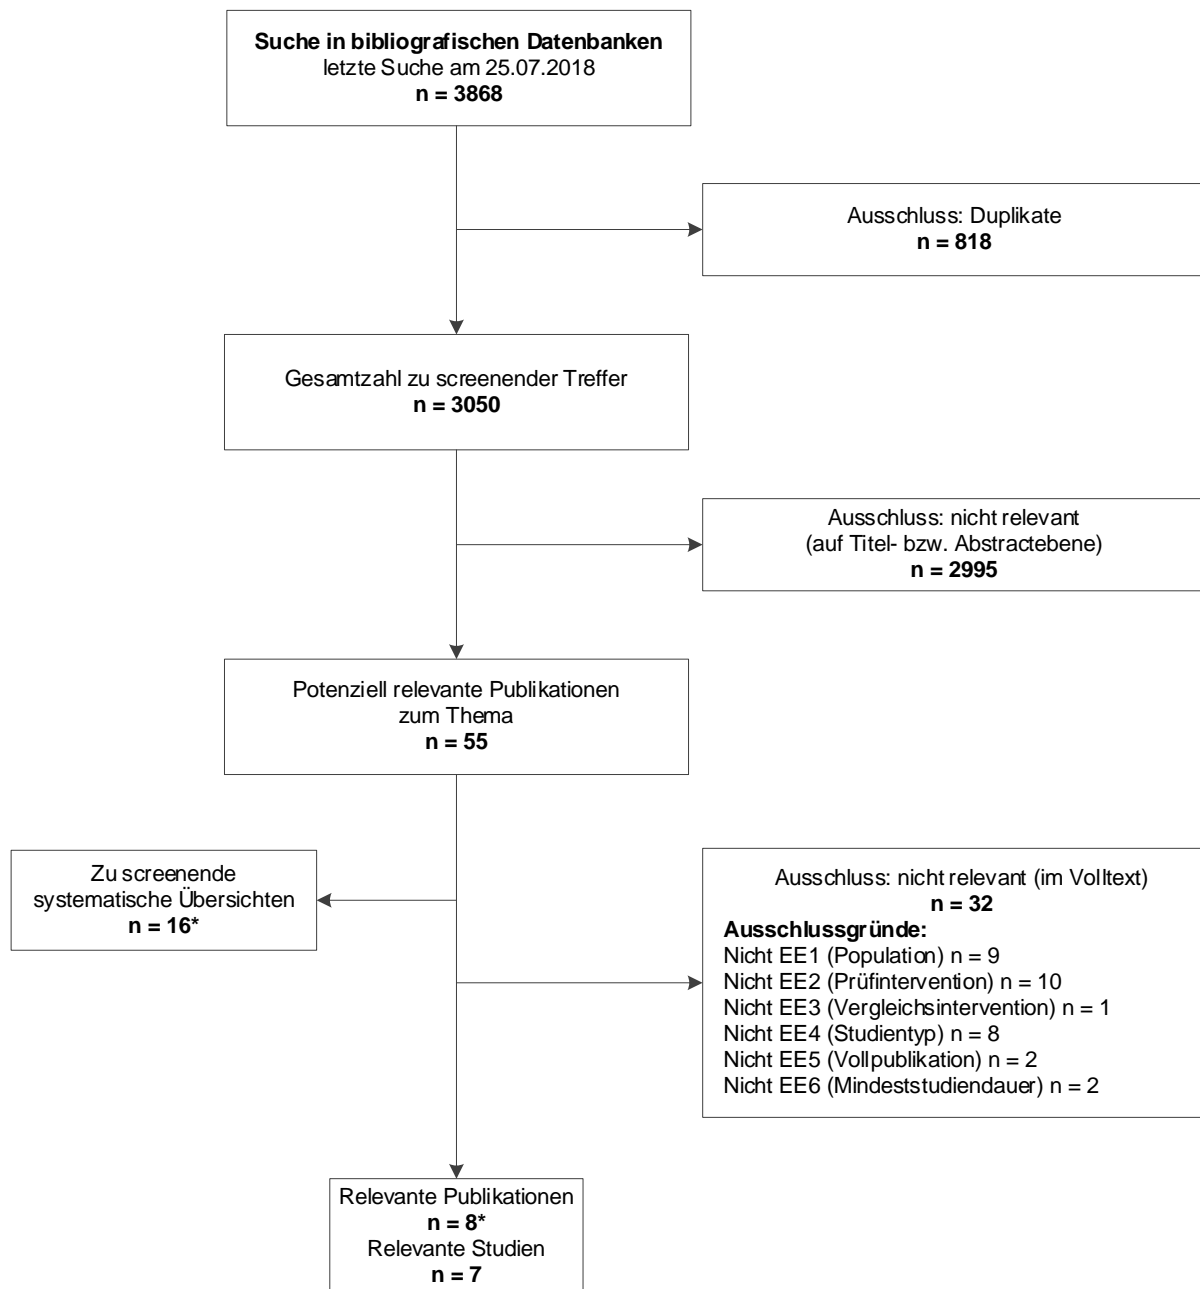 Suche in bibliografischen Datenbanken
letzte Suche am 25.07.2018
n = 3868
Ausschluss: Duplikate
n = 818
Gesamtzahl zu screenender Treffer
n = 3050
Ausschluss: nicht relevant
(auf Titel- bzw. Abstractebene)
n = 2995
Potenziell relevante Publikationen
zum Thema
n = 55
Zu screenende
systematische Übersichten
n = 16*
Ausschluss: nicht relevant (im Volltext)
n = 32
Ausschlussgründe:
Nicht EE1 (Population) n = 9
Nicht EE2 (Prüfintervention) n = 10
Nicht EE3 (Vergleichsintervention) n = 1
Nicht EE4 (Studientyp) n = 8
Nicht EE5 (Vollpublikation) n = 2
Nicht EE6 (Mindeststudiendauer) n = 2
Relevante Publikationen
n = 8*
Relevante Studien
n = 7